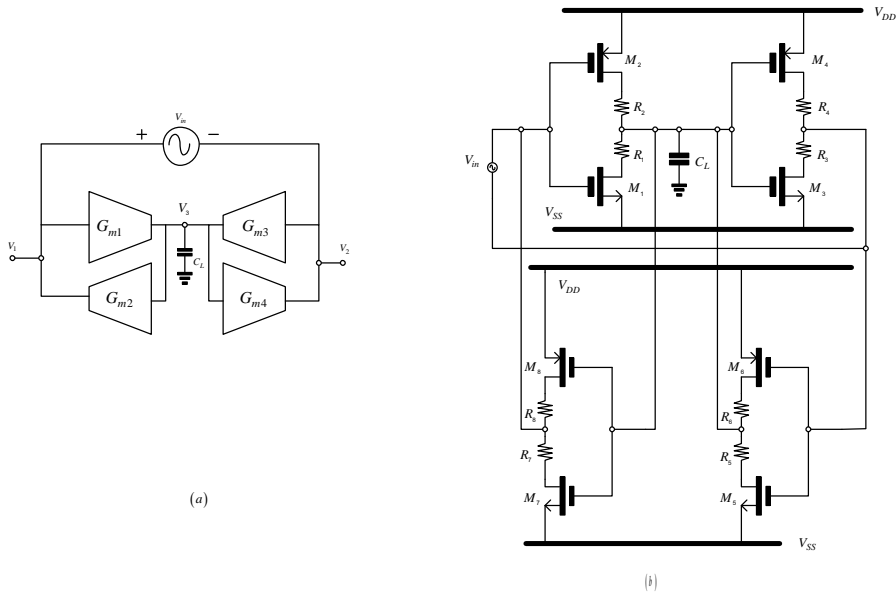 V_in
+ −
G_m1
V_3
G_m3
V_1
C_L
V_2
G_m2
G_m4
(a)
V_DD
M_2
M_4
R_2
R_4
V_in
R_1
C_L
R_3
M_1
M_3
V_SS
V_DD
M_8
M_6
R_8
R_6
R_7
R_5
M_7
M_5
V_SS
(b)